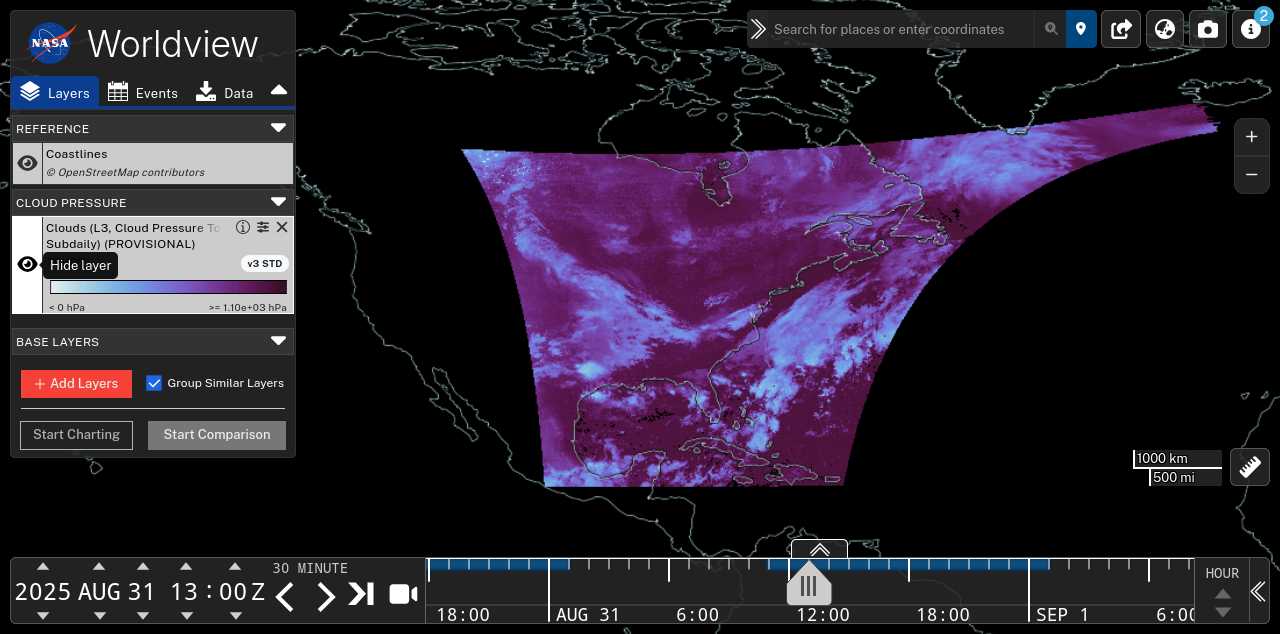 NASA Worldview
Search for places or enter coordinates
2
Layers
Events
Data
REFERENCE
Coastlines
© OpenStreetMap contributors
CLOUD PRESSURE
Clouds (L3, Cloud Pressure To
Subdaily) (PROVISIONAL)
Hide layer
v3 STD
< 0 hPa
>= 1.10e+03 hPa
BASE LAYERS
+ Add Layers
Group Similar Layers
Start Charting
Start Comparison
+
−
1000 km
500 mi
2025 AUG 31 13 : 00 Z
30 MINUTE
18:00
AUG 31
6:00
12:00
18:00
SEP 1
6:00
HOUR